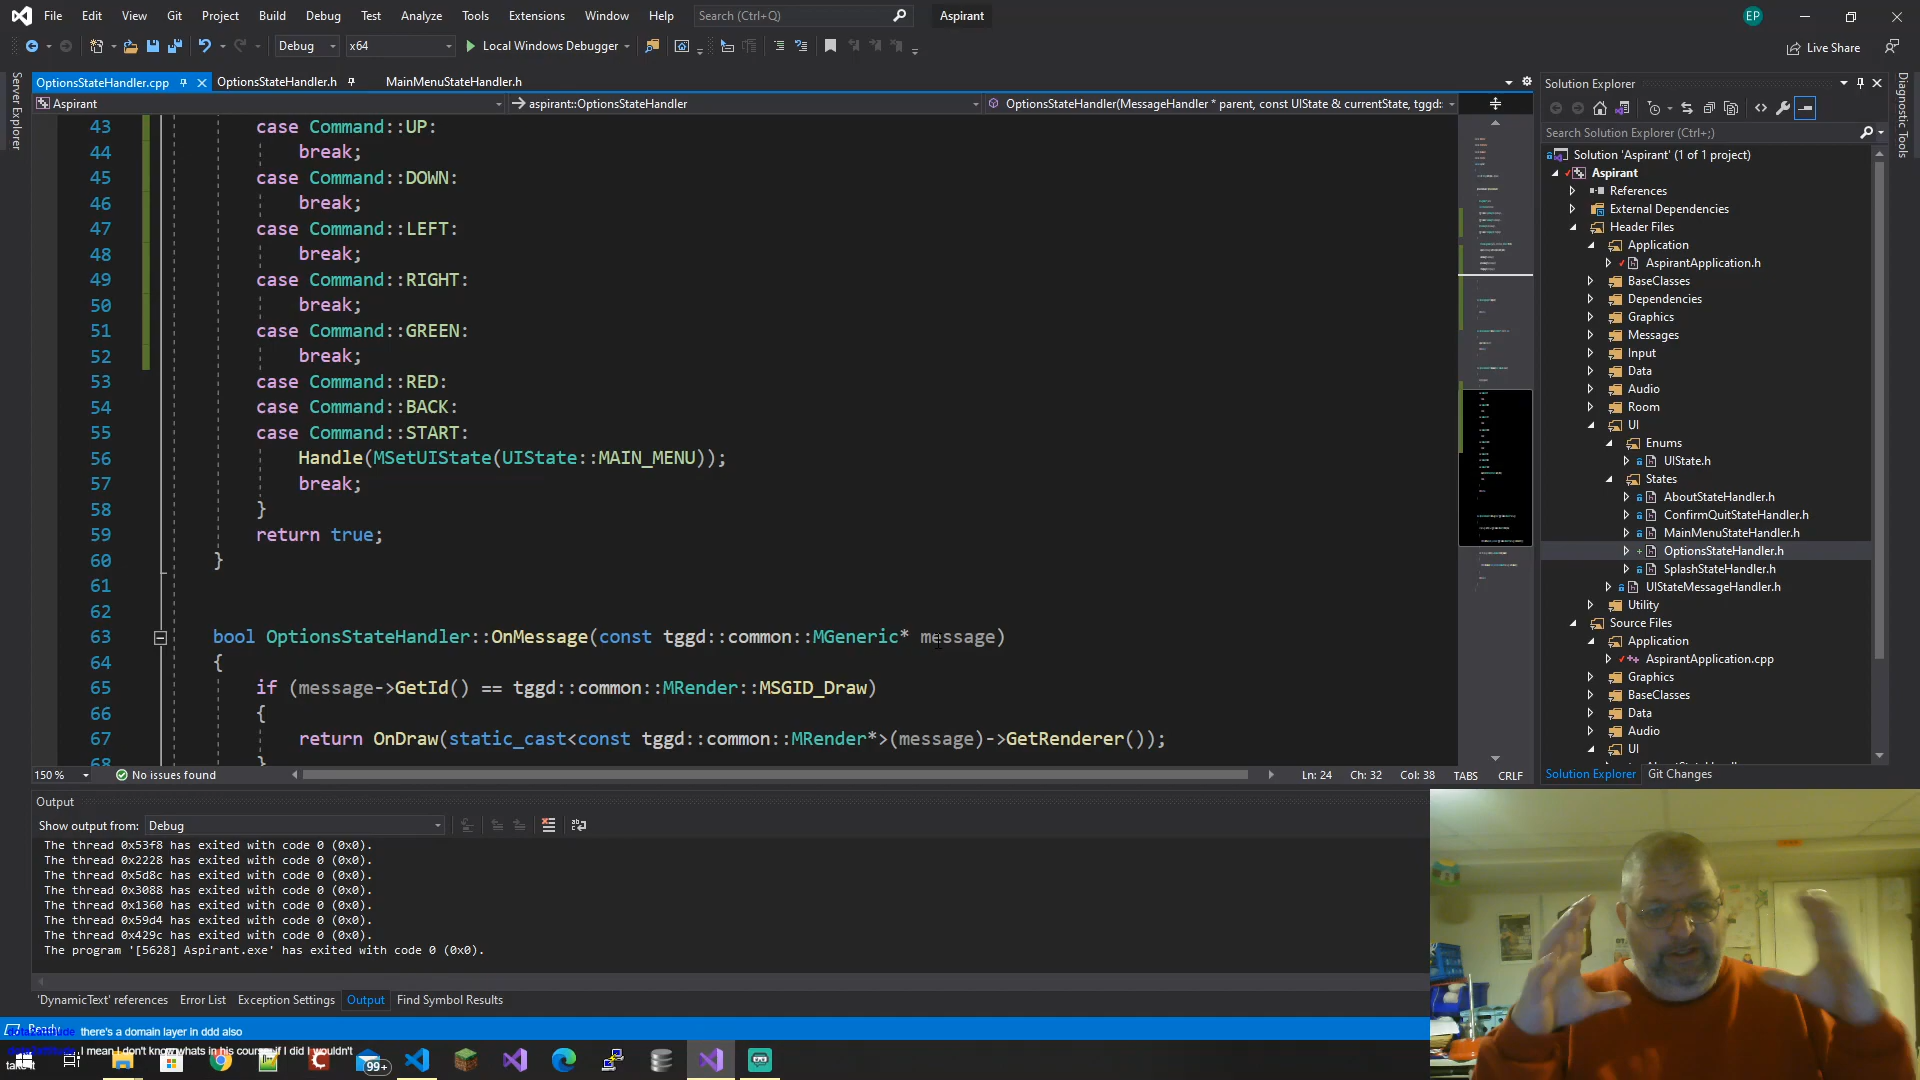 File Edit View Git Project Build Debug Test Analyze Tools Extensions Window Help Search (Ctrl+Q) Aspirant EP
Debug x64 Local Windows Debugger Live Share
OptionsStateHandler.cpp OptionsStateHandler.h MainMenuStateHandler.h
Aspirant aspirant::OptionsStateHandler OptionsStateHandler(MessageHandler * parent, const UIState & currentState, tggd:
Server Explorer
43 case Command::UP:
44 break;
45 case Command::DOWN:
46 break;
47 case Command::LEFT:
48 break;
49 case Command::RIGHT:
50 break;
51 case Command::GREEN:
52 break;
53 case Command::RED:
54 case Command::BACK:
55 case Command::START:
56 Handle(MSetUIState(UIState::MAIN_MENU));
57 break;
58 }
59 return true;
60 }
61
62
63 bool OptionsStateHandler::OnMessage(const tggd::common::MGeneric* message)
64 {
65 if (message->GetId() == tggd::common::MRender::MSGID_Draw)
66 {
67 return OnDraw(static_cast<const tggd::common::MRender*>(message)->GetRenderer());
68 }
150 % No issues found Ln: 24 Ch: 32 Col: 38 TABS CRLF
Solution Explorer
Search Solution Explorer (Ctrl+;)
Solution 'Aspirant' (1 of 1 project)
Aspirant
References
External Dependencies
Header Files
Application
AspirantApplication.h
BaseClasses
Dependencies
Graphics
Messages
Input
Data
Audio
Room
UI
Enums
UIState.h
States
AboutStateHandler.h
ConfirmQuitStateHandler.h
MainMenuStateHandler.h
OptionsStateHandler.h
SplashStateHandler.h
UIStateMessageHandler.h
Utility
Source Files
Application
AspirantApplication.cpp
Graphics
BaseClasses
Data
Audio
UI
Solution Explorer Git Changes
Diagnostic Tools
Output
Show output from: Debug
The thread 0x53f8 has exited with code 0 (0x0).
The thread 0x2228 has exited with code 0 (0x0).
The thread 0x5d8c has exited with code 0 (0x0).
The thread 0x3088 has exited with code 0 (0x0).
The thread 0x1360 has exited with code 0 (0x0).
The thread 0x59d4 has exited with code 0 (0x0).
The thread 0x429c has exited with code 0 (0x0).
The program '[5628] Aspirant.exe' has exited with code 0 (0x0).
'DynamicText' references Error List Exception Settings Output Find Symbol Results
Ready there's a domain layer in ddd also
I mean I don't know whats in his course if I did I wouldn't
take it
99+